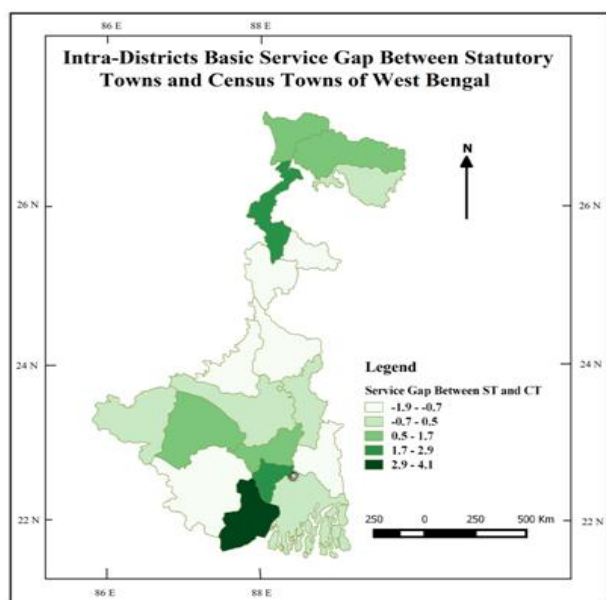 86 E 88 E
Intra-Districts Basic Service Gap Between Statutory
Towns and Census Towns of West Bengal
N
26 N 26 N
24 N 24 N
Legend
Service Gap Between ST and CT
-1.9 - -0.7
-0.7 - 0.5
0.5 - 1.7
1.7 - 2.9
2.9 - 4.1
22 N 22 N
250 0 250 500 Km
86 E 88 E